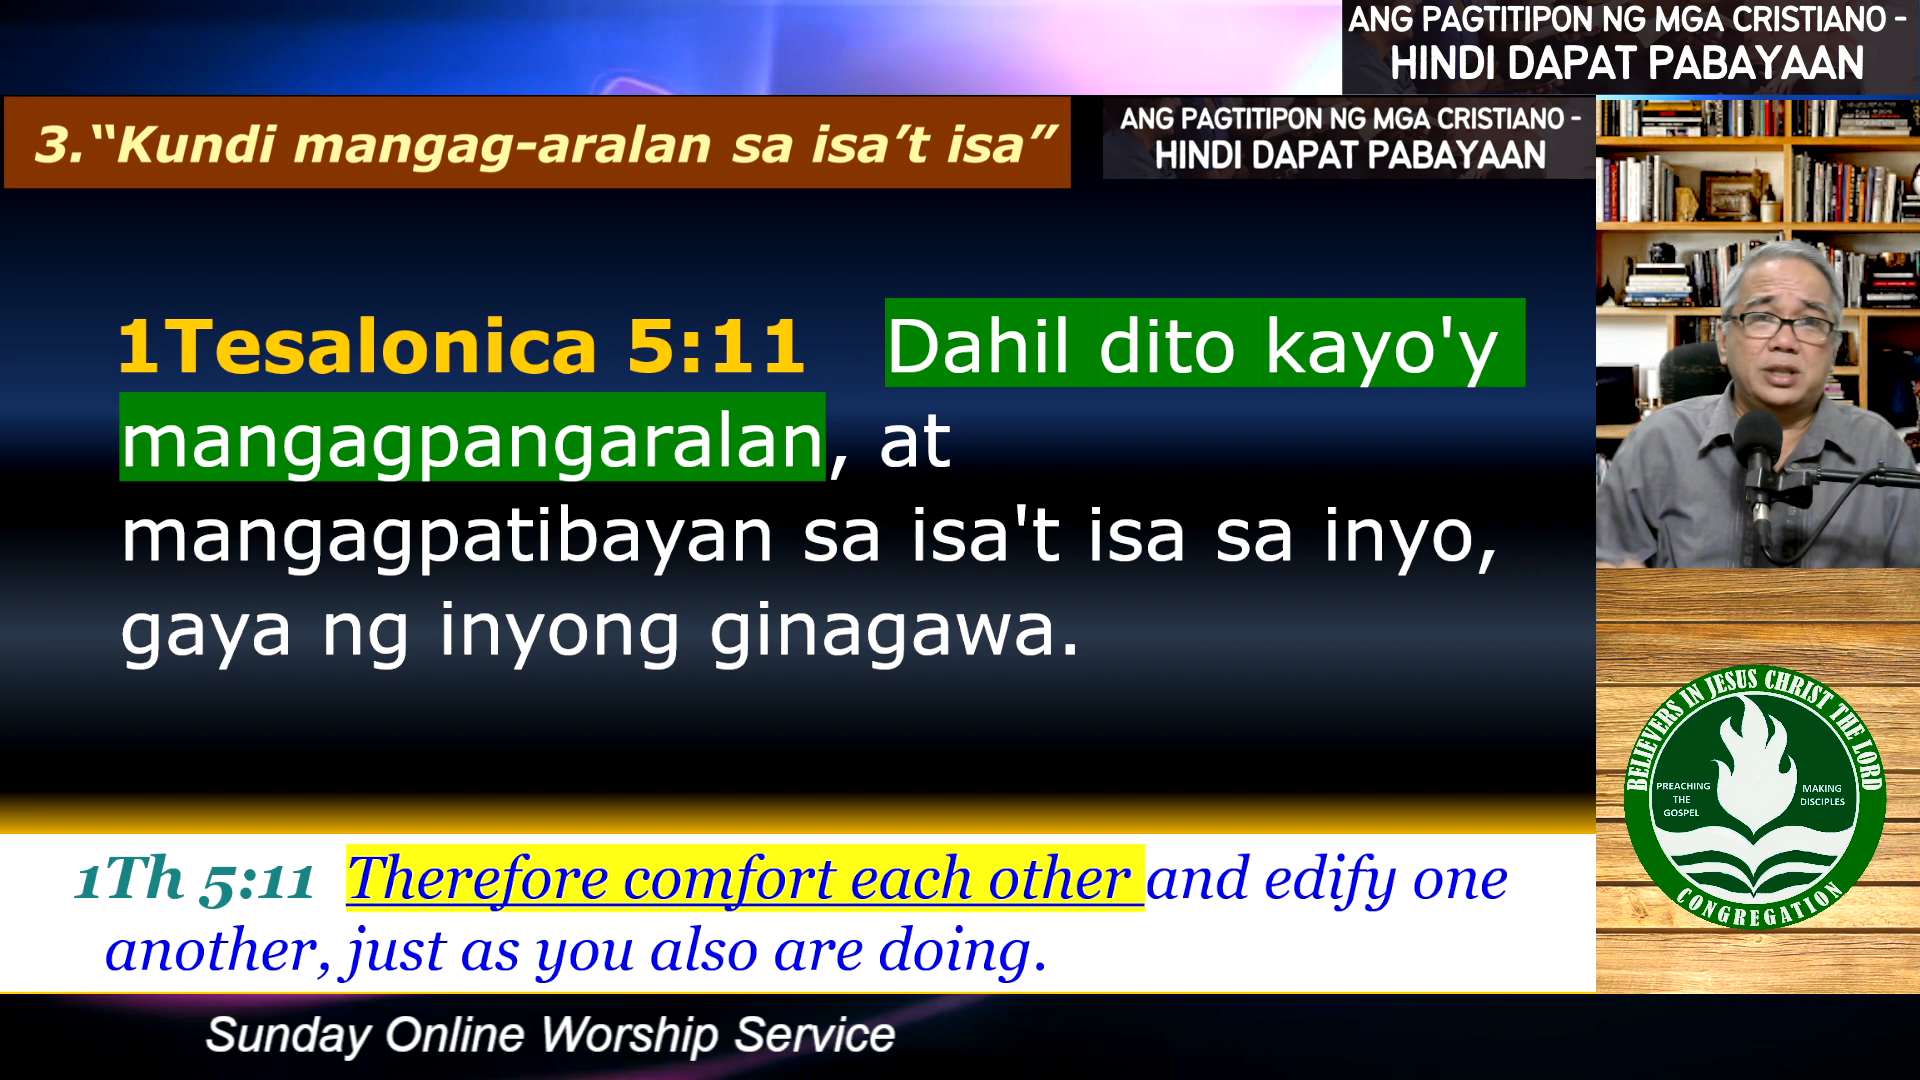 ANG PAGTITIPON NG MGA CRISTIANO -
HINDI DAPAT PABAYAAN
3.“Kundi mangag-aralan sa isa’t isa”
ANG PAGTITIPON NG MGA CRISTIANO -
HINDI DAPAT PABAYAAN
1Tesalonica 5:11 Dahil dito kayo'y
mangagpangaralan, at
mangagpatibayan sa isa't isa sa inyo,
gaya ng inyong ginagawa.
1Th 5:11 Therefore comfort each other and edify one
another, just as you also are doing.
BELIEVERS IN JESUS CHRIST THE LORD
PREACHING
THE
GOSPEL
MAKING
DISCIPLES
CONGREGATION
Sunday Online Worship Service